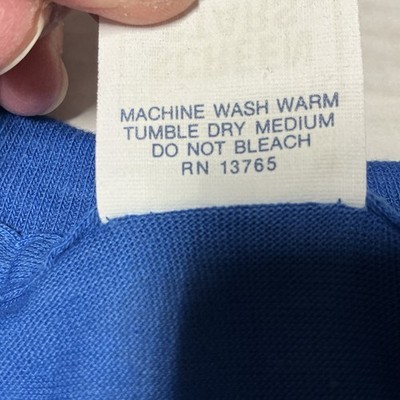 MACHINE WASH WARM
TUMBLE DRY MEDIUM
DO NOT BLEACH
RN 13765